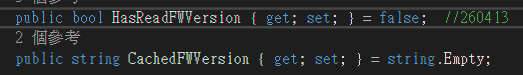 public bool HasReadFWVersion { get; set; } = false;  //260413
2 個參考
public string CachedFWVersion { get; set; } = string.Empty;